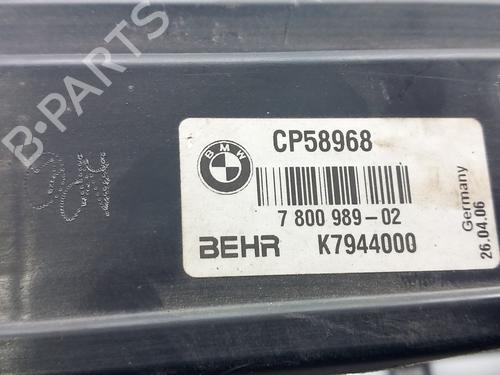 B-PARTS
BMW
CP58968
7 800 989-02
BEHR K7944000
Germany
26.04.06